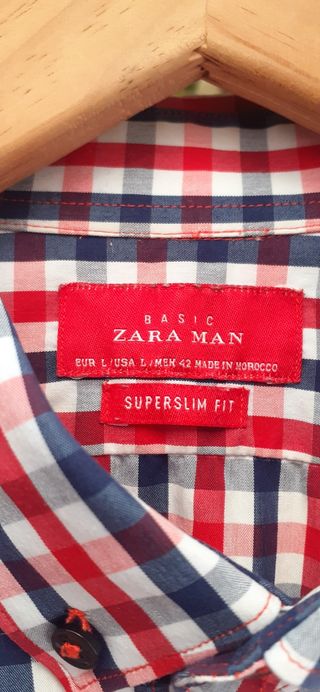 BASIC
ZARA MAN
EUR L / USA L / MEX 42 MADE IN MOROCCO
SUPERSLIM FIT